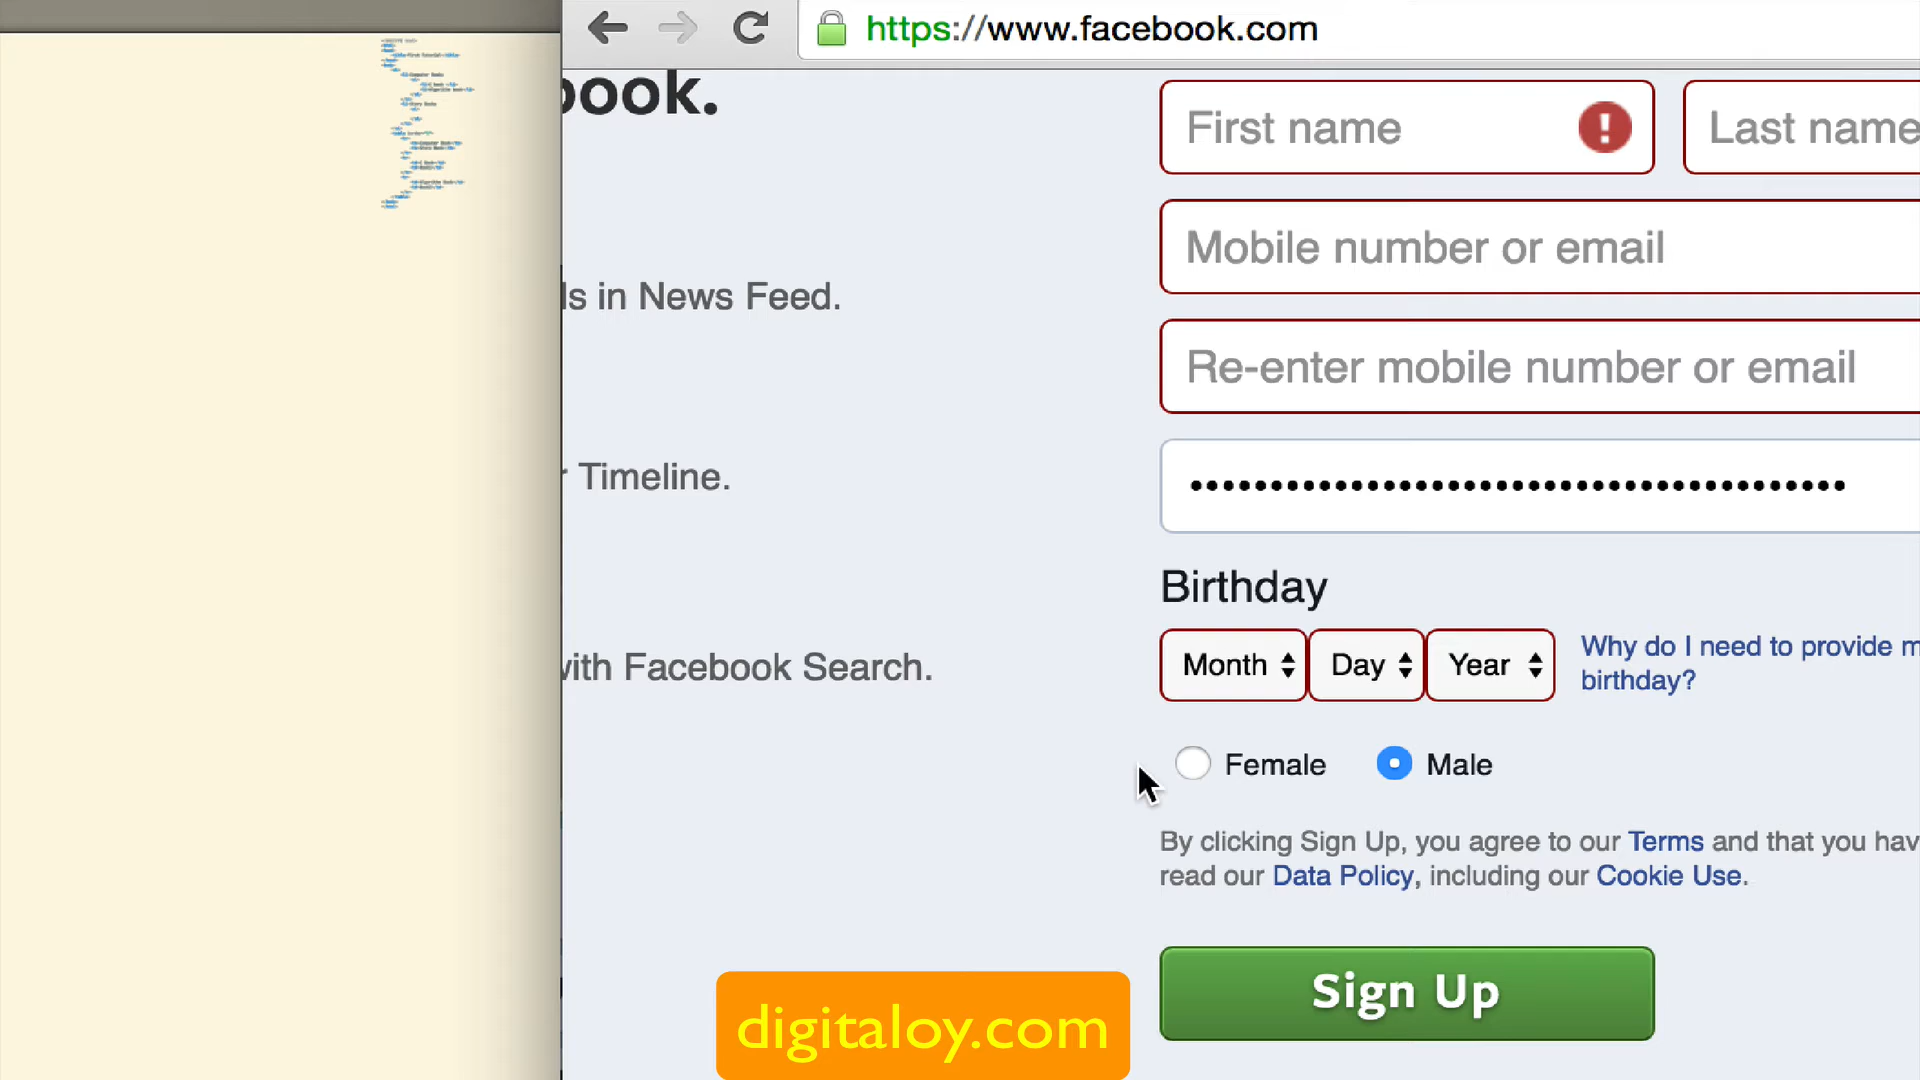 https://www.facebook.com
book.
First name
Last name
Mobile number or email
ls in News Feed.
Re-enter mobile number or email
r Timeline.
Birthday
Month Day Year
Why do I need to provide m
birthday?
with Facebook Search.
Female Male
By clicking Sign Up, you agree to our Terms and that you hav
read our Data Policy, including our Cookie Use.
Sign Up
digitaloy.com